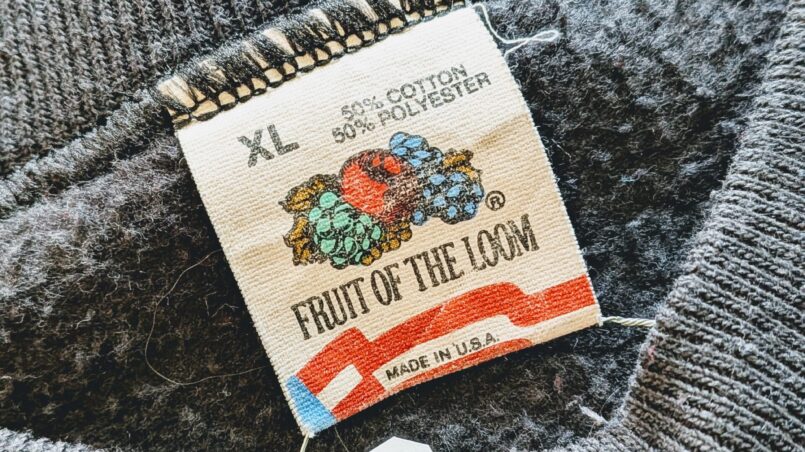 50% COTTON
XL 50% POLYESTER
®
FRUIT OF THE LOOM
MADE IN U.S.A.